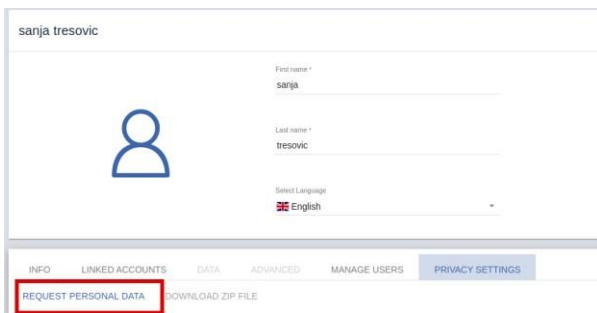 sanja tresovic
First name *
sanja
Last name *
tresovic
Select Language
English
INFO LINKED ACCOUNTS DATA ADVANCED MANAGE USERS PRIVACY SETTINGS
REQUEST PERSONAL DATA DOWNLOAD ZIP FILE